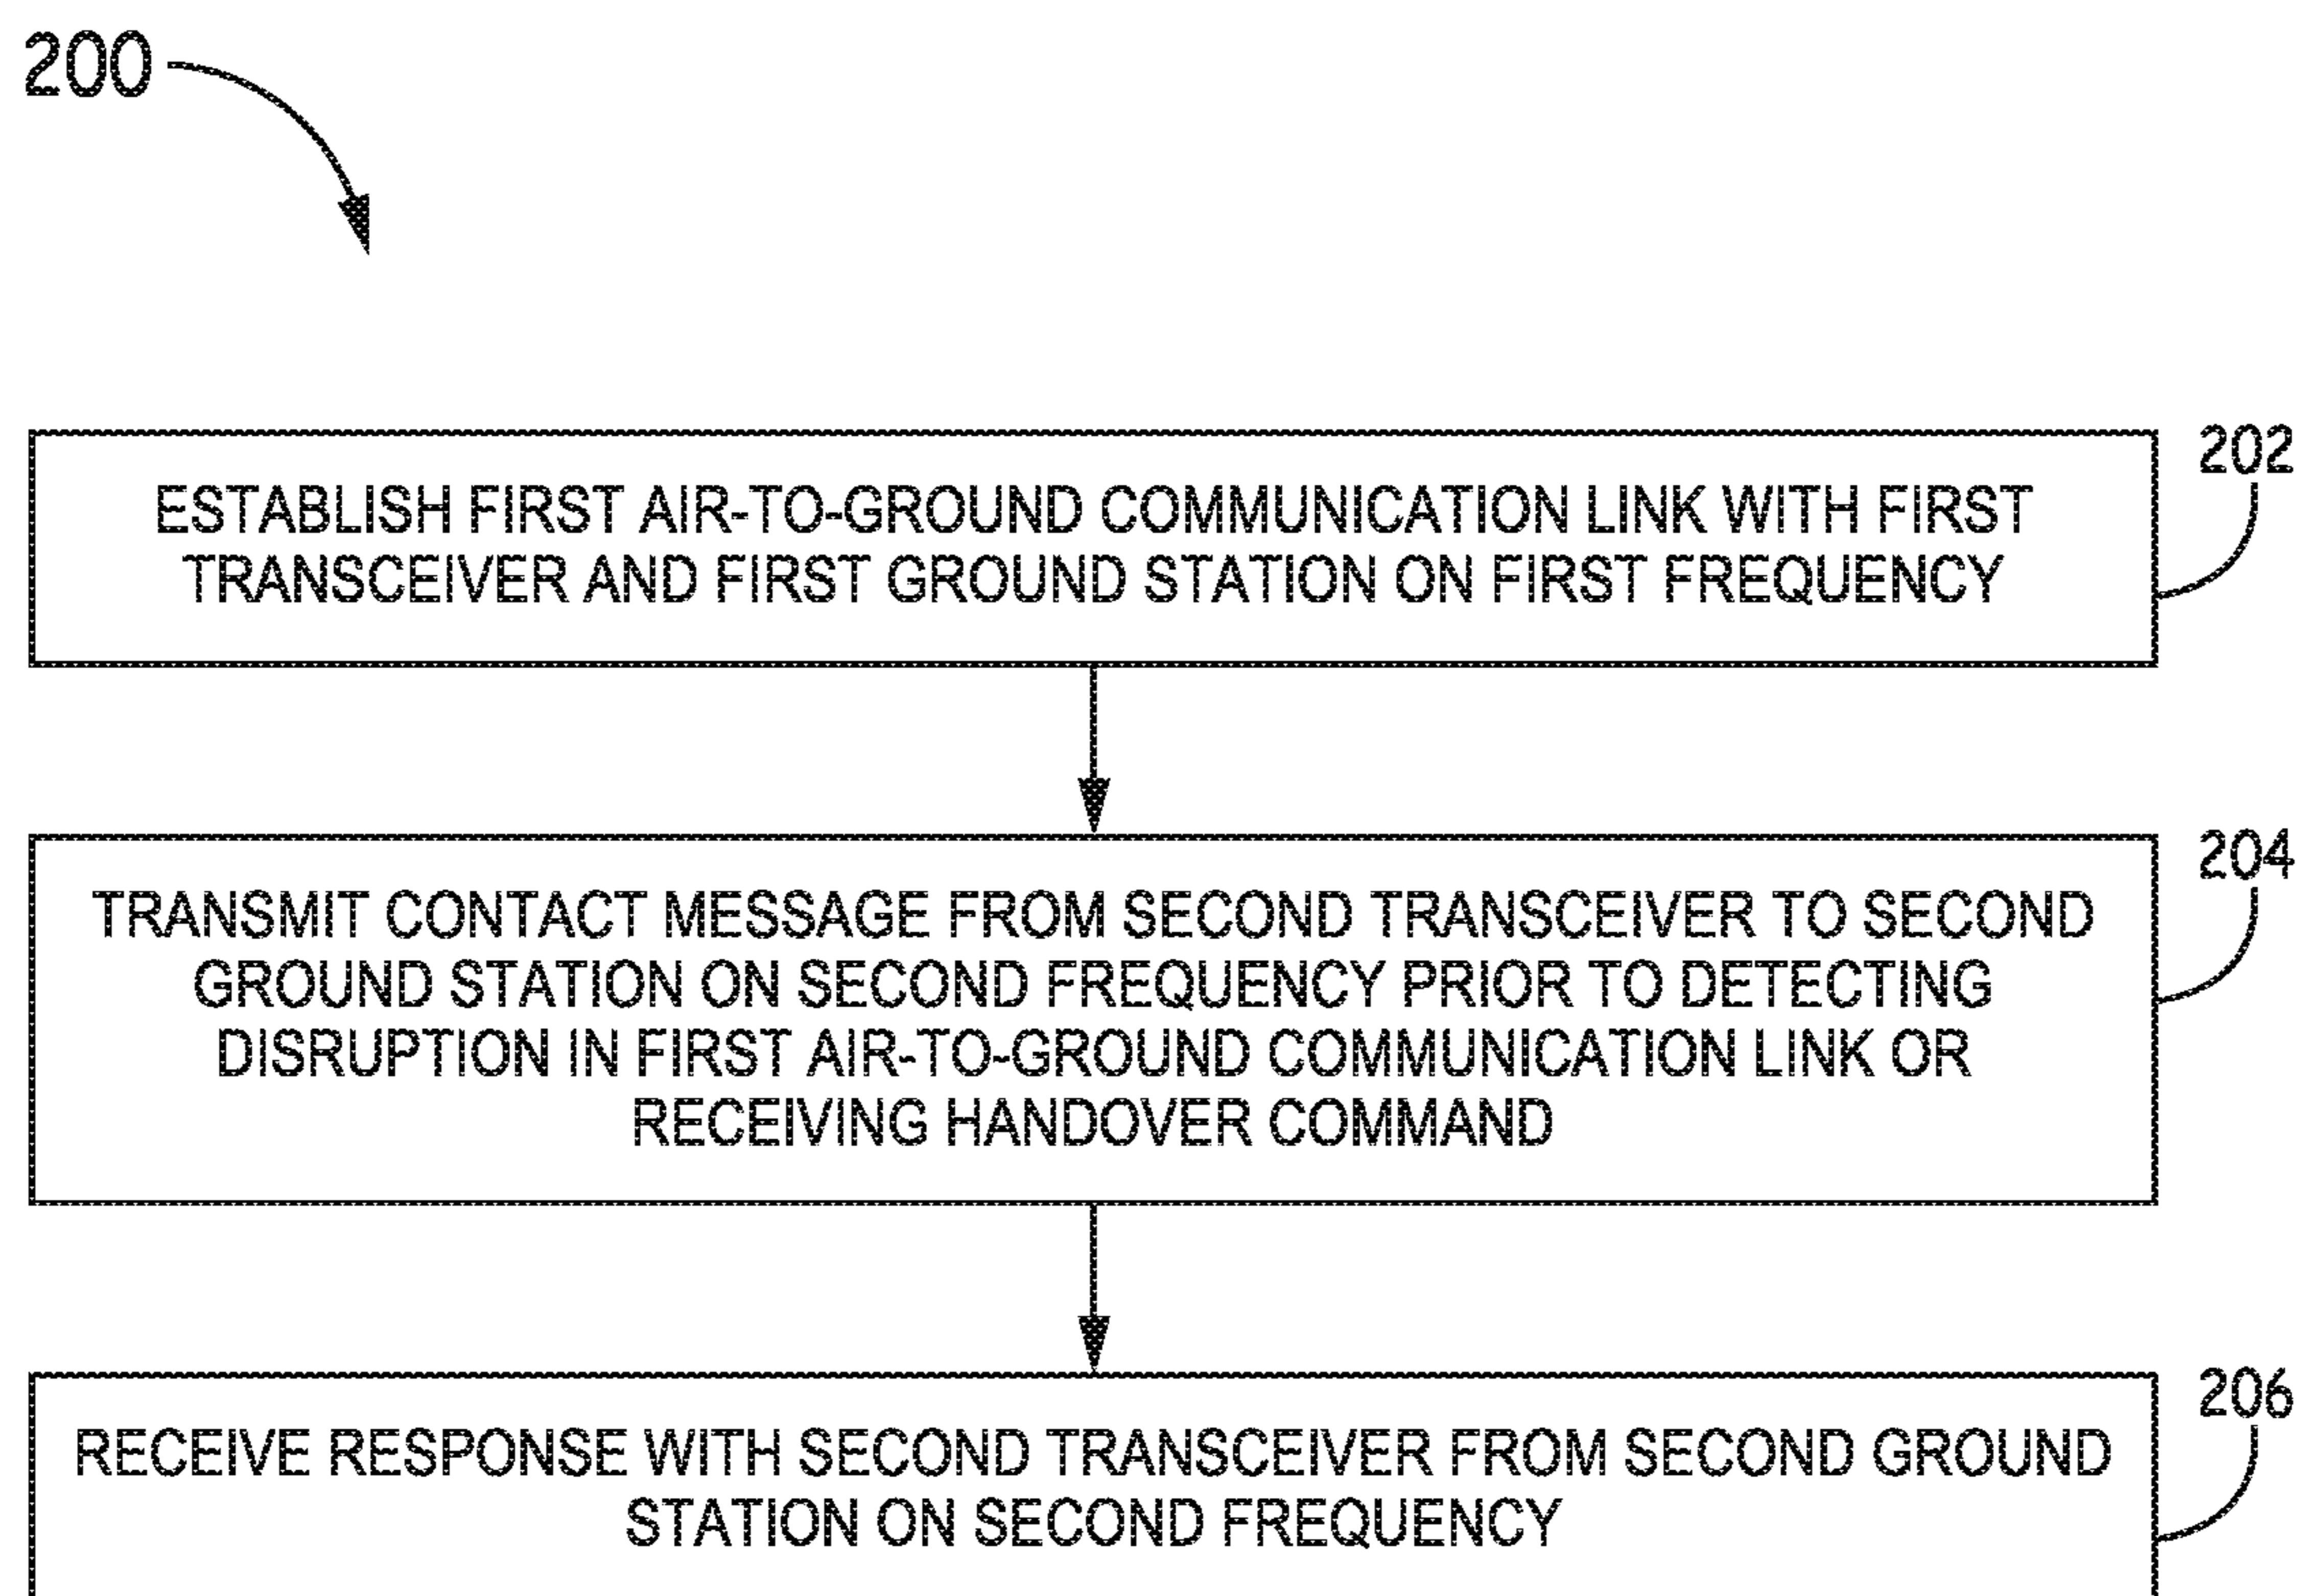 200
202
ESTABLISH FIRST AIR-TO-GROUND COMMUNICATION LINK WITH FIRST
TRANSCEIVER AND FIRST GROUND STATION ON FIRST FREQUENCY
204
TRANSMIT CONTACT MESSAGE FROM SECOND TRANSCEIVER TO SECOND
GROUND STATION ON SECOND FREQUENCY PRIOR TO DETECTING
DISRUPTION IN FIRST AIR-TO-GROUND COMMUNICATION LINK OR
RECEIVING HANDOVER COMMAND
206
RECEIVE RESPONSE WITH SECOND TRANSCEIVER FROM SECOND GROUND
STATION ON SECOND FREQUENCY